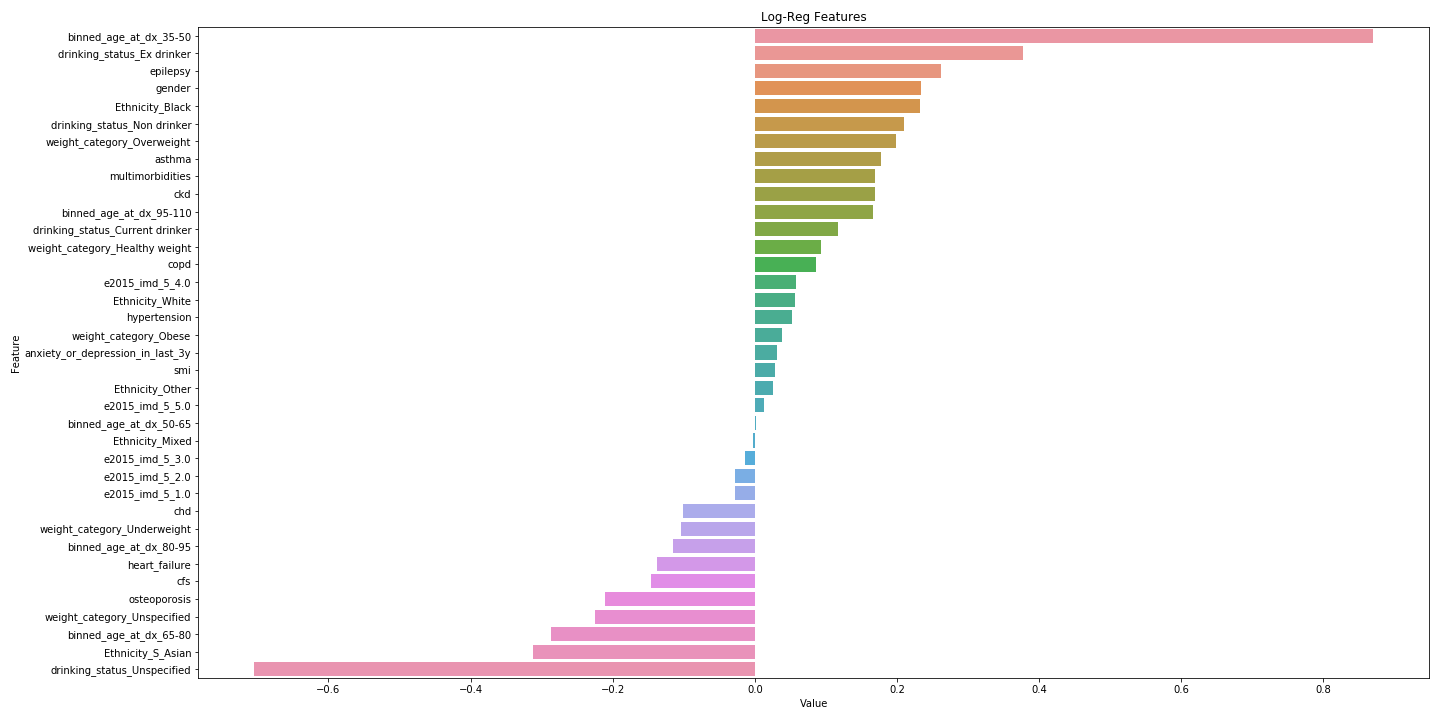 Log-Reg Features
binned_age_at_dx_35-50
drinking_status_Ex drinker
epilepsy
gender
Ethnicity_Black
drinking_status_Non drinker
weight_category_Overweight
asthma
multimorbidities
ckd
binned_age_at_dx_95-110
drinking_status_Current drinker
weight_category_Healthy weight
copd
e2015_imd_5_4.0
Ethnicity_White
hypertension
weight_category_Obese
anxiety_or_depression_in_last_3y
smi
Ethnicity_Other
e2015_imd_5_5.0
binned_age_at_dx_50-65
Ethnicity_Mixed
e2015_imd_5_3.0
e2015_imd_5_2.0
e2015_imd_5_1.0
chd
weight_category_Underweight
binned_age_at_dx_80-95
heart_failure
cfs
osteoporosis
weight_category_Unspecified
binned_age_at_dx_65-80
Ethnicity_S_Asian
drinking_status_Unspecified
Feature
−0.6 −0.4 −0.2 0.0 0.2 0.4 0.6 0.8
Value